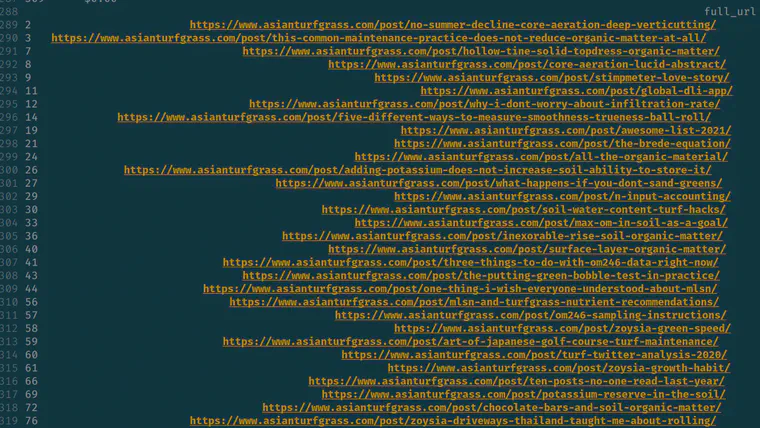 288 full_url
289 2 https://www.asianturfgrass.com/post/no-summer-decline-core-aeration-deep-verticutting/
290 3 https://www.asianturfgrass.com/post/this-common-maintenance-practice-does-not-reduce-organic-matter-at-all/
291 7 https://www.asianturfgrass.com/post/hollow-tine-solid-topdress-organic-matter/
292 8 https://www.asianturfgrass.com/post/core-aeration-lucid-abstract/
293 9 https://www.asianturfgrass.com/post/stimpmeter-love-story/
294 11 https://www.asianturfgrass.com/post/global-dli-app/
295 12 https://www.asianturfgrass.com/post/why-i-dont-worry-about-infiltration-rate/
296 14 https://www.asianturfgrass.com/post/five-different-ways-to-measure-smoothness-trueness-ball-roll/
297 19 https://www.asianturfgrass.com/post/awesome-list-2021/
298 21 https://www.asianturfgrass.com/post/the-brede-equation/
299 24 https://www.asianturfgrass.com/post/all-the-organic-material/
300 26 https://www.asianturfgrass.com/post/adding-potassium-does-not-increase-soil-ability-to-store-it/
301 27 https://www.asianturfgrass.com/post/what-happens-if-you-dont-sand-greens/
302 29 https://www.asianturfgrass.com/post/n-input-accounting/
303 30 https://www.asianturfgrass.com/post/soil-water-content-turf-hacks/
304 33 https://www.asianturfgrass.com/post/max-om-in-soil-as-a-goal/
305 36 https://www.asianturfgrass.com/post/inexorable-rise-soil-organic-matter/
306 40 https://www.asianturfgrass.com/post/surface-layer-organic-matter/
307 41 https://www.asianturfgrass.com/post/three-things-to-do-with-om246-data-right-now/
308 43 https://www.asianturfgrass.com/post/the-putting-green-bobble-test-in-practice/
309 44 https://www.asianturfgrass.com/post/one-thing-i-wish-everyone-understood-about-mlsn/
310 56 https://www.asianturfgrass.com/post/mlsn-and-turfgrass-nutrient-recommendations/
311 57 https://www.asianturfgrass.com/post/om246-sampling-instructions/
312 58 https://www.asianturfgrass.com/post/zoysia-green-speed/
313 59 https://www.asianturfgrass.com/post/art-of-japanese-golf-course-turf-maintenance/
314 60 https://www.asianturfgrass.com/post/turf-twitter-analysis-2020/
315 61 https://www.asianturfgrass.com/post/zoysia-growth-habit/
316 66 https://www.asianturfgrass.com/post/ten-posts-no-one-read-last-year/
317 69 https://www.asianturfgrass.com/post/potassium-reserve-in-the-soil/
318 72 https://www.asianturfgrass.com/post/chocolate-bars-and-soil-organic-matter/
319 76 https://www.asianturfgrass.com/post/zoysia-driveways-thailand-taught-me-about-rolling/